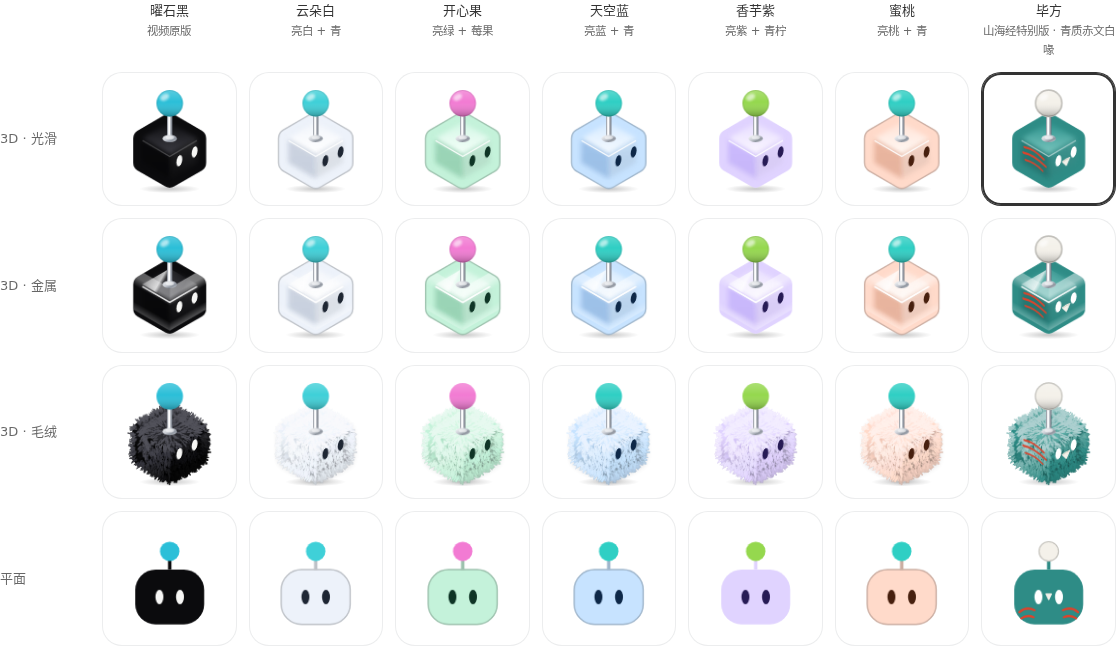 曜石黑
视频原版
云朵白
亮白 + 青
开心果
亮绿 + 莓果
天空蓝
亮蓝 + 青
香芋紫
亮紫 + 青柠
蜜桃
亮桃 + 青
毕方
山海经特别版 · 青质赤文白
喙
3D · 光滑
3D · 金属
3D · 毛绒
平面